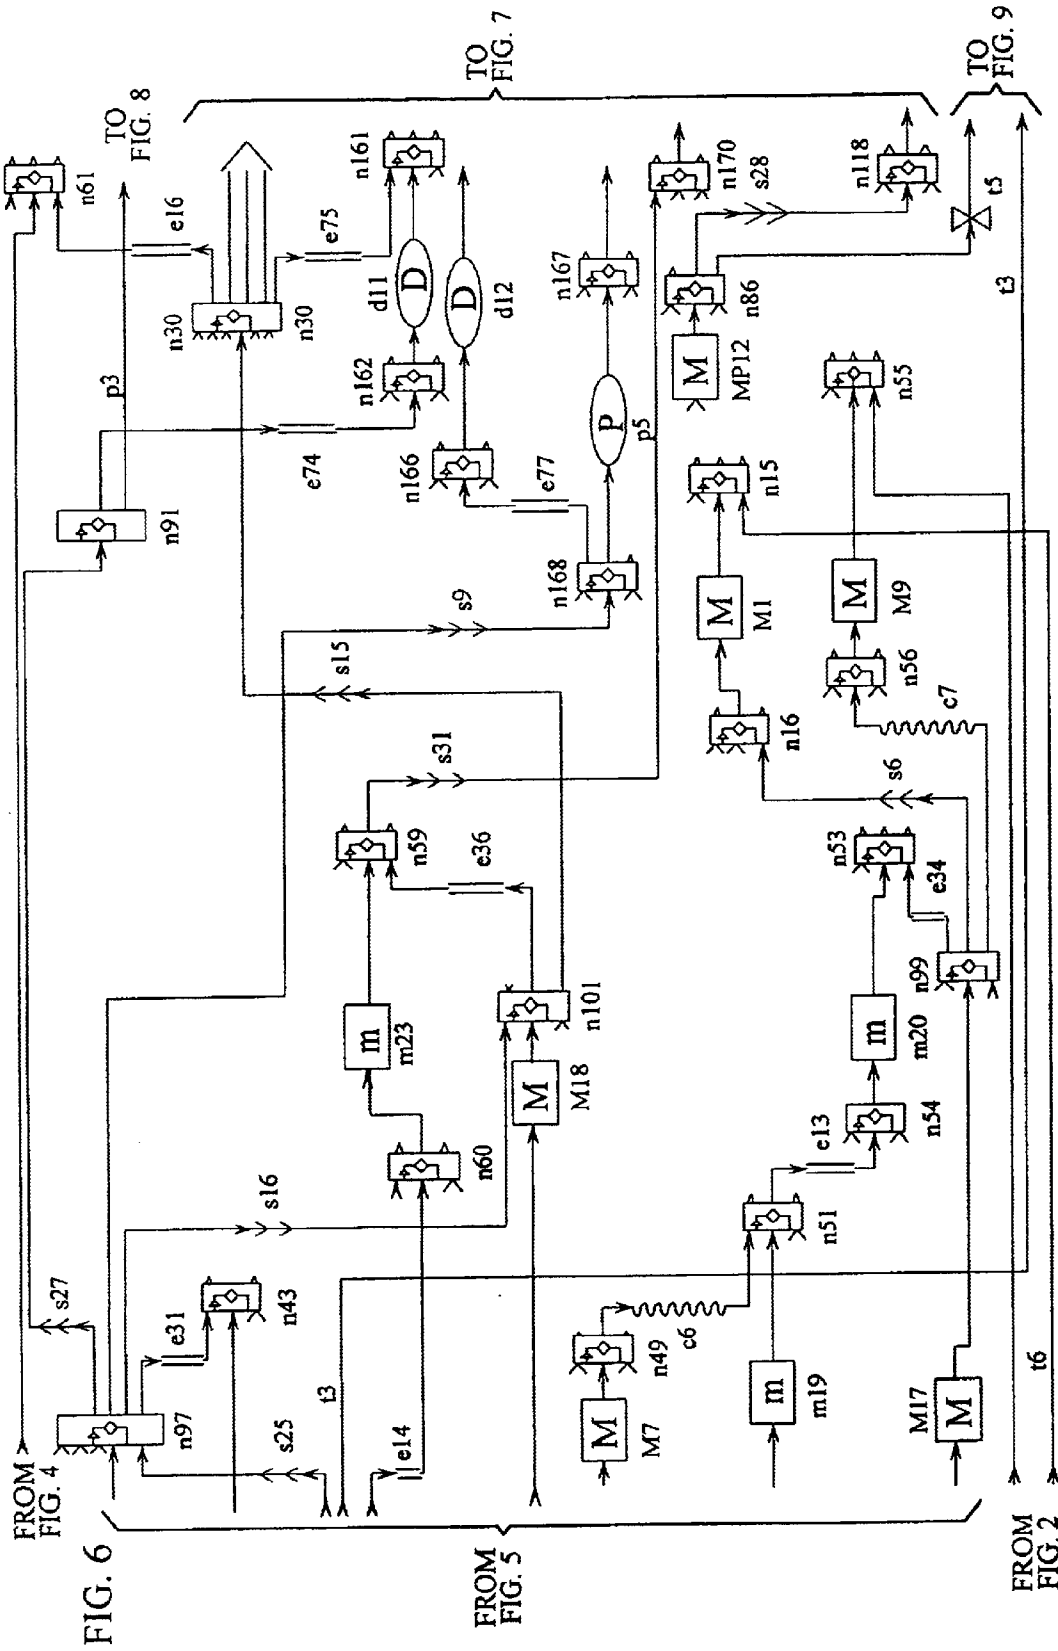 FIG. 6
FROM
FIG. 4
FROM
FIG. 5
FROM
FIG. 2
TO
FIG. 8
TO
FIG. 7
TO
FIG. 9
n61
e16
n30
n30
e75
n161
d11
D
n162
D
d12
n166
p3
e74
n91
e77
n168
P
n167
p5
n170
s28
n118
n86
M
MP12
t5
t3
n55
n15
M
M1
M
M9
n56
c7
n16
s6
s9
s15
s31
n59
e36
n53
e34
n99
n101
m
m23
M
M18
m
m20
n54
e13
n51
n60
s16
s27
e31
n43
n97
s25
t3
e14
n49
c6
M
M7
m
m19
M17
M
t6